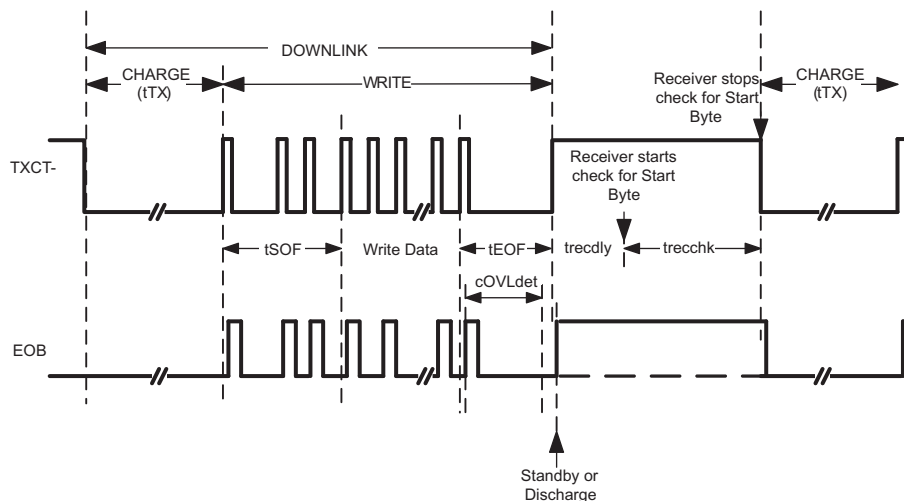 DOWNLINK
CHARGE
(tTX)
WRITE
Receiver stops
check for Start
Byte
CHARGE
(tTX)
TXCT-
Receiver starts
check for Start
Byte
tSOF
Write Data
tEOF
trecdly
trecchk
cOVLdet
EOB
Standby or
Discharge